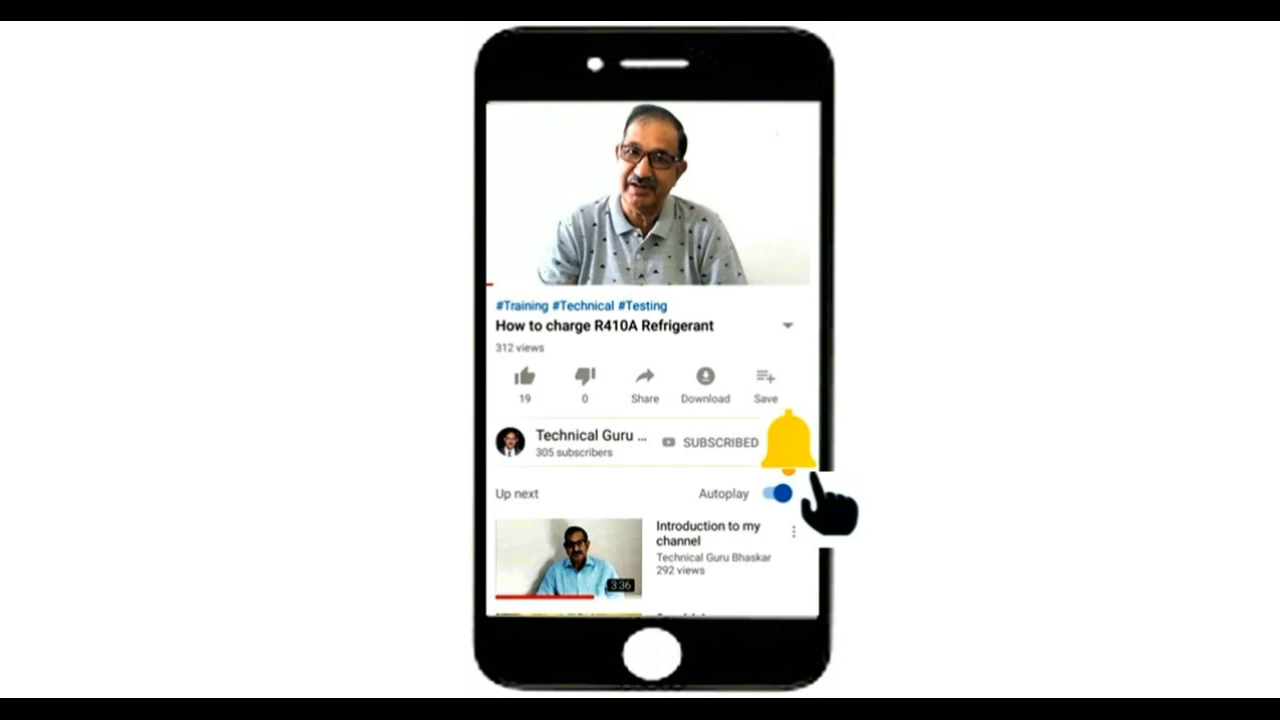 #Training #Technical #Testing
How to charge R410A Refrigerant
312 views
19 0 Share Download Save
Technical Guru ...
305 subscribers
SUBSCRIBED
Up next Autoplay
3:36
Introduction to my
channel
Technical Guru Bhaskar
292 views